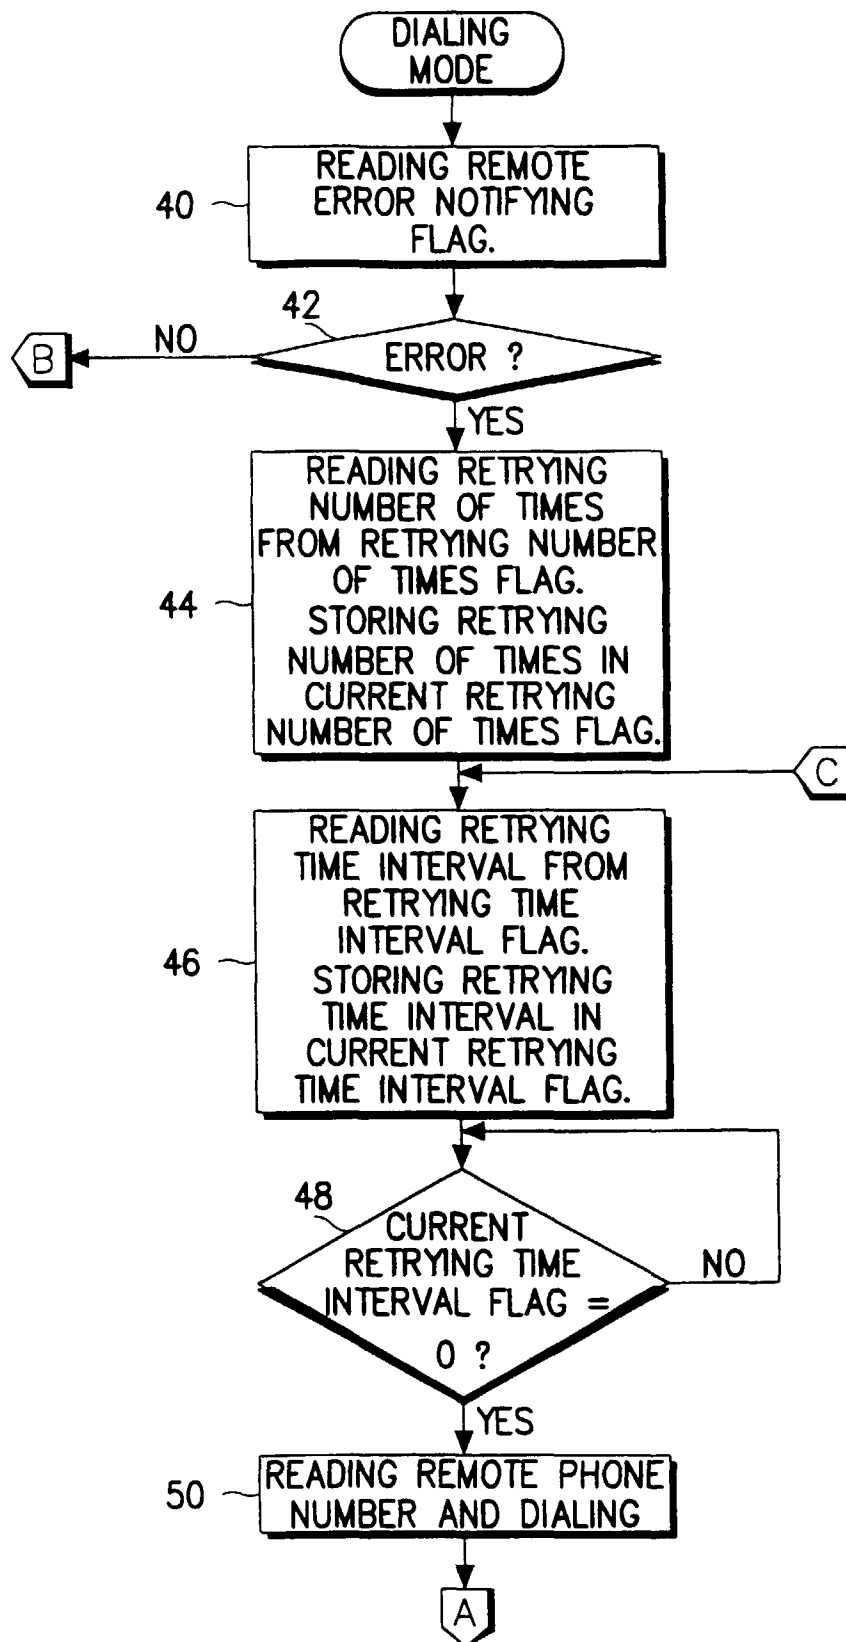 DIALING
MODE
READING REMOTE
ERROR NOTIFYING
FLAG.
40
42
ERROR ?
NO
B
YES
READING RETRYING
NUMBER OF TIMES
FROM RETRYING NUMBER
OF TIMES FLAG.
STORING RETRYING
NUMBER OF TIMES IN
CURRENT RETRYING
NUMBER OF TIMES FLAG.
44
C
READING RETRYING
TIME INTERVAL FROM
RETRYING TIME
INTERVAL FLAG.
STORING RETRYING
TIME INTERVAL IN
CURRENT RETRYING
TIME INTERVAL FLAG.
46
48
CURRENT
RETRYING TIME
INTERVAL FLAG =
0 ?
NO
YES
READING REMOTE PHONE
NUMBER AND DIALING
50
A